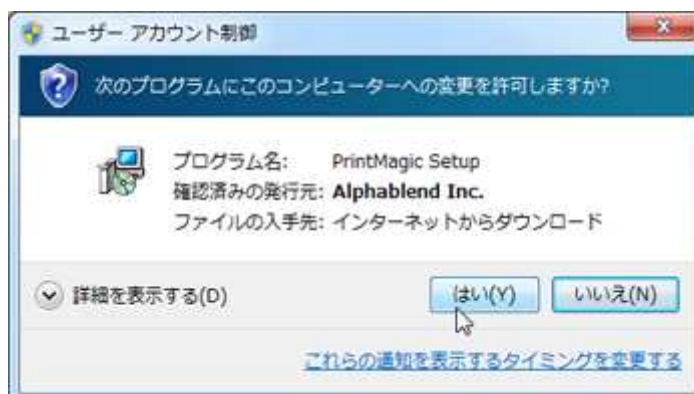 ユーザー アカウント制御
次のプログラムにこのコンピューターへの変更を許可しますか?
プログラム名: PrintMagic Setup
確認済みの発行元: Alphablend Inc.
ファイルの入手先: インターネットからダウンロード
詳細を表示する(D)
はい(Y)
いいえ(N)
これらの通知を表示するタイミングを変更する